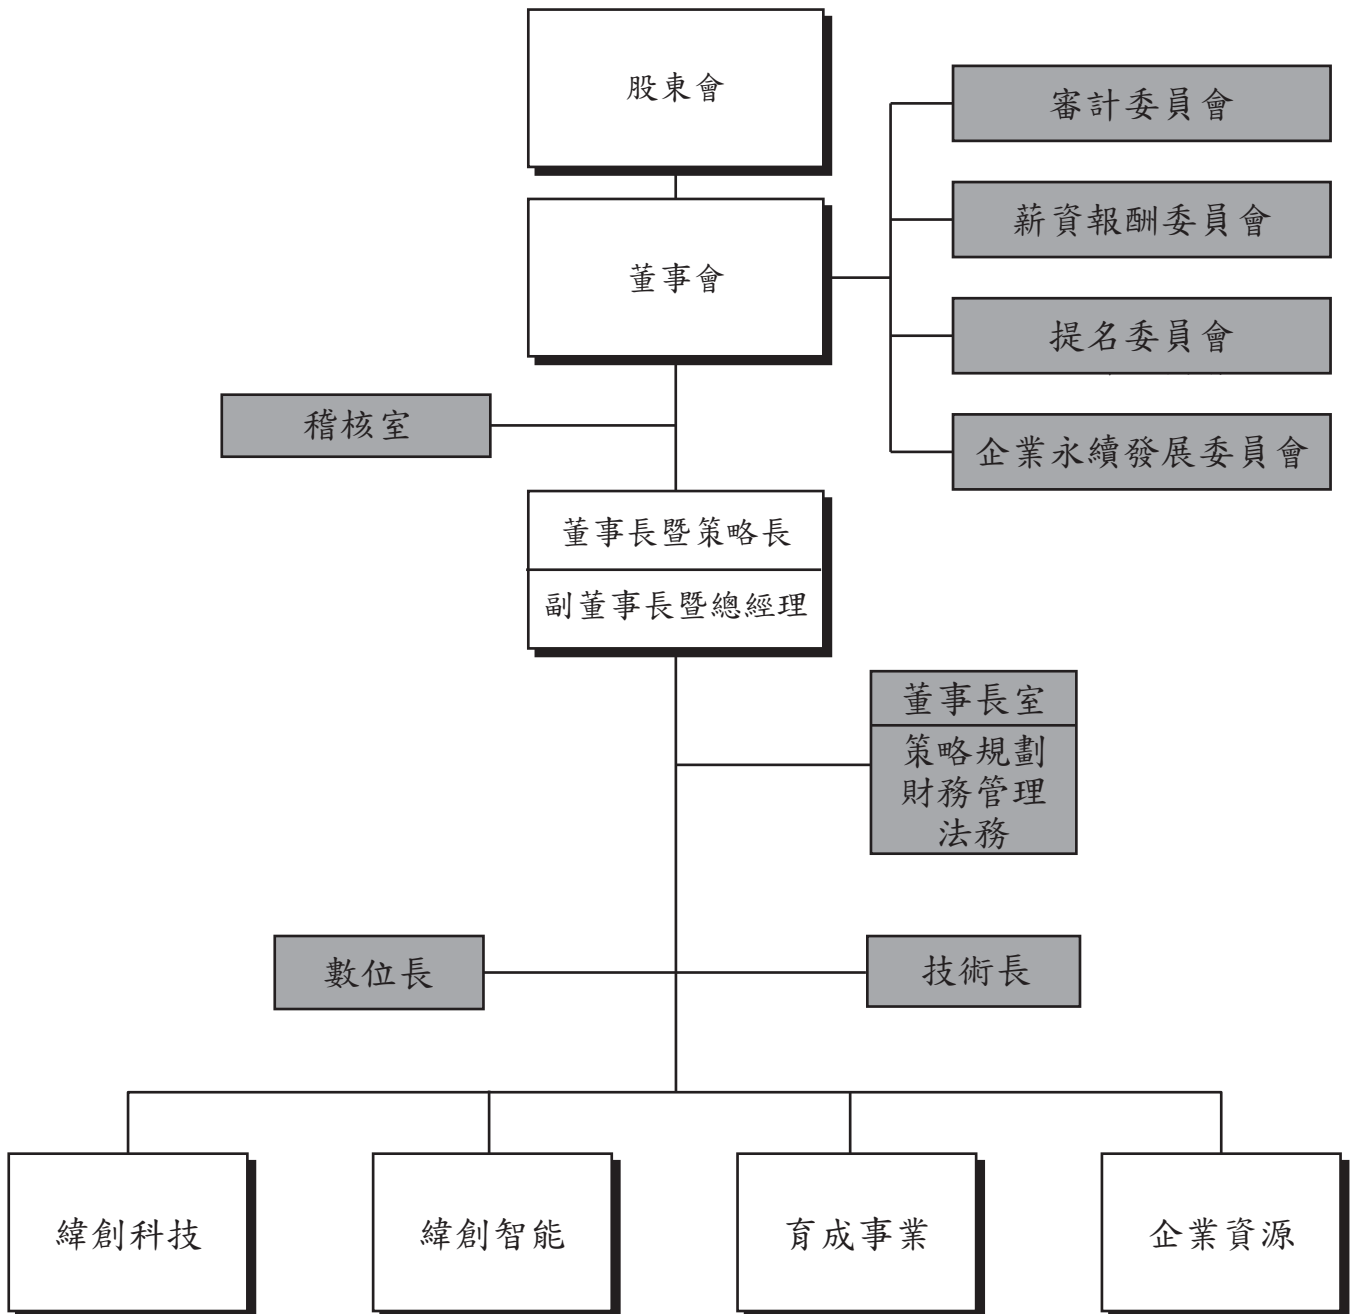 股東會
審計委員會
薪資報酬委員會
董事會
提名委員會
稽核室
企業永續發展委員會
董事長暨策略長
副董事長暨總經理
董事長室
策略規劃
財務管理
法務
數位長
技術長
緯創科技
緯創智能
育成事業
企業資源